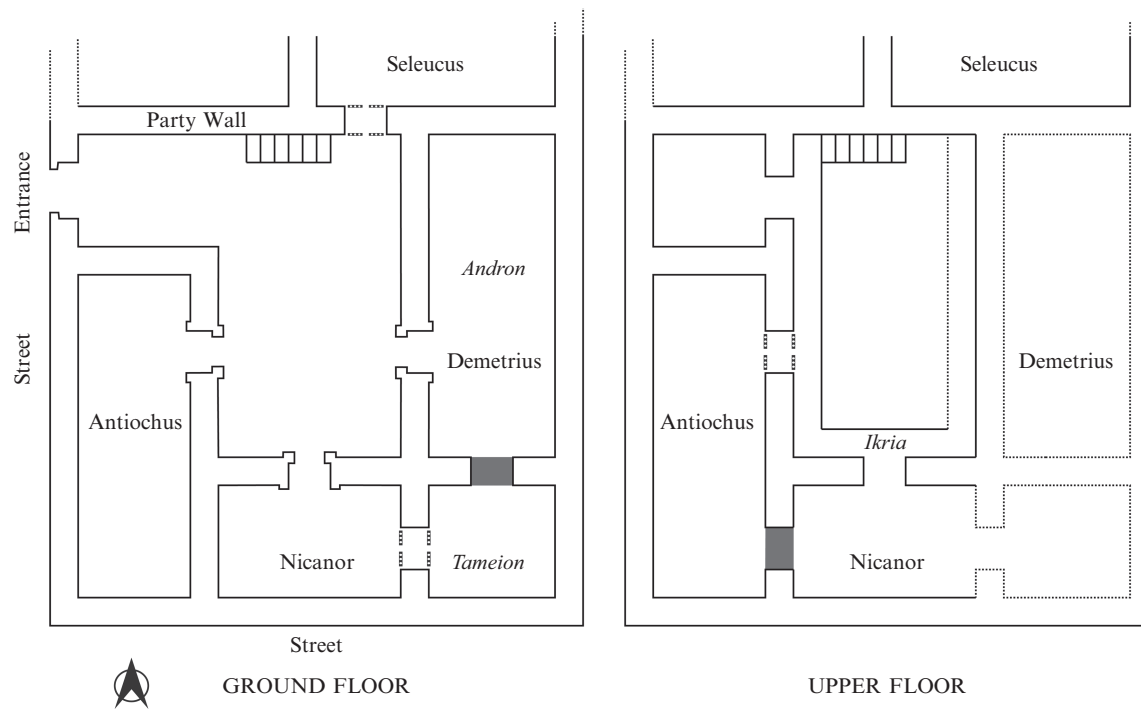 Seleucus
Party Wall
Entrance
Andron
Street
Demetrius
Antiochus
Nicanor
Tameion
Street
GROUND FLOOR
Seleucus
Demetrius
Antiochus
Ikria
Nicanor
UPPER FLOOR